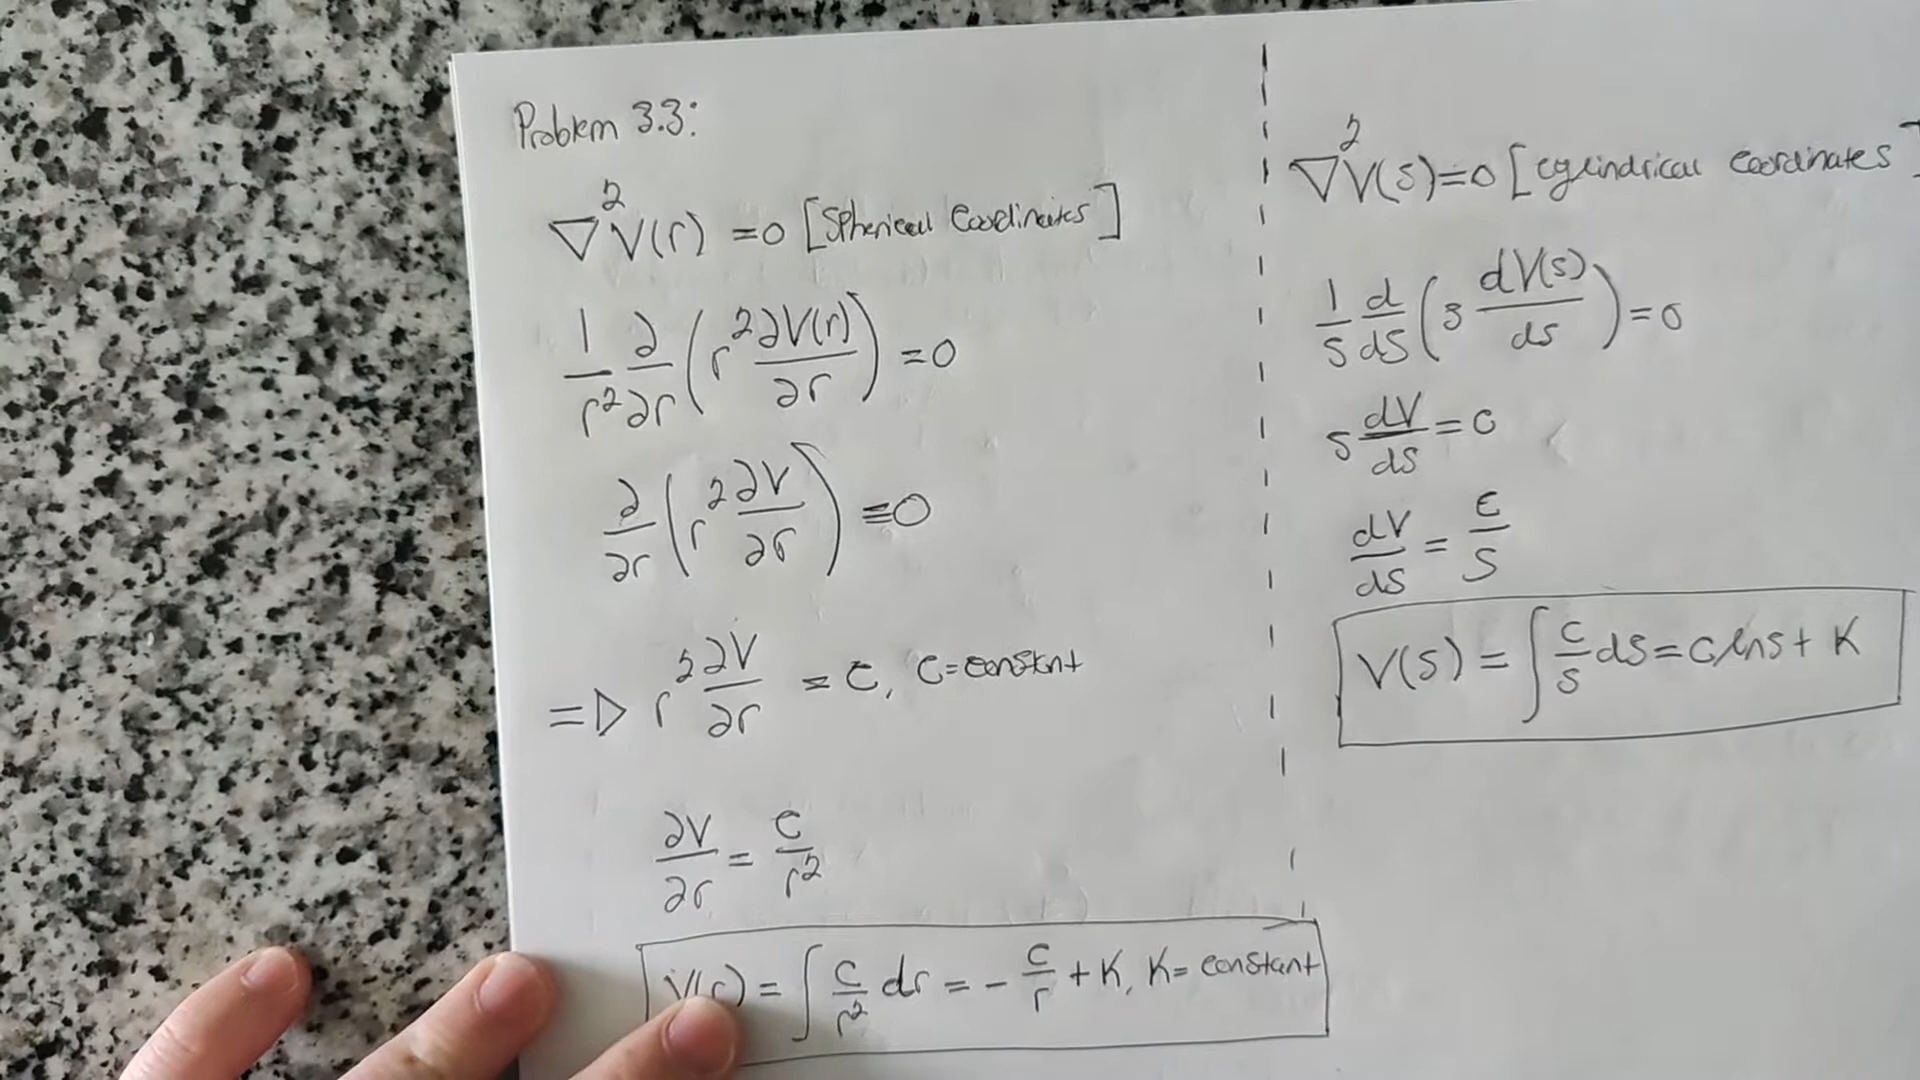 Problem 3.3:
∇²V(r) = 0 [Spherical Coordinates]
1/r² ∂/∂r (r² ∂V(r)/∂r) = 0
∂/∂r (r² ∂V/∂r) = 0
=> r² ∂V/∂r = c, c = constant
∂V/∂r = c/r²
V(r) = ∫ c/r² dr = - c/r + K, K = constant
∇²V(s) = 0 [cylindrical coordinates]
1/s d/ds (s dV(s)/ds) = 0
s dV/ds = c
dV/ds = c/s
V(s) = ∫ c/s ds = c ln s + K